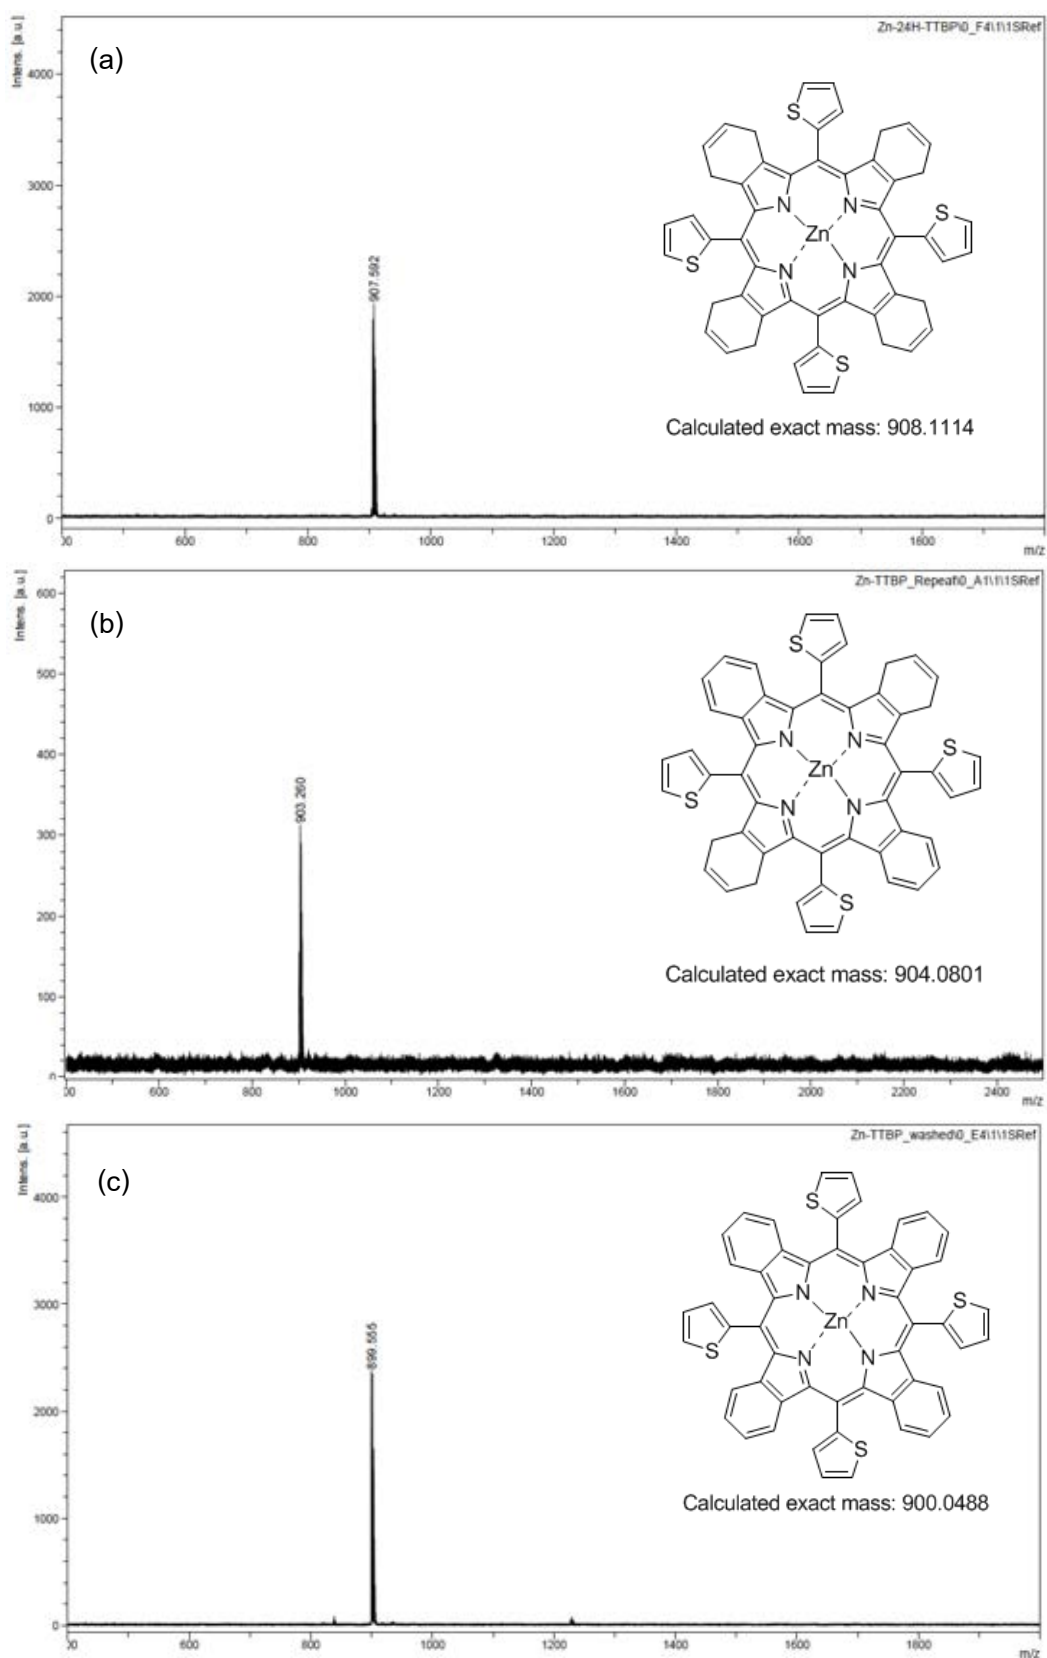 Zn-24H-TTBP\0_F4\1\1SRef
Intens. [a.u.]
(a)
4000
3000
2000
1000
0
907.592
S
S
S
S
N
N
N
N
Zn
Calculated exact mass: 908.1114
00
600
800
1000
1200
1400
1600
1800
m/z
Zn-TTBP_Repeat\0_A1\1\1SRef
Intens. [a.u.]
(b)
600
500
400
300
200
100
0
903.260
S
S
S
S
N
N
N
N
Zn
Calculated exact mass: 904.0801
600
800
1000
1200
1400
1600
1800
2000
2200
2400
m/z
Zn-TTBP_washed\0_E4\1\1SRef
Intens. [a.u.]
(c)
4000
3000
2000
1000
0
899.555
S
S
S
S
N
N
N
N
Zn
Calculated exact mass: 900.0488
00
600
800
1000
1200
1400
1600
1800
m/z